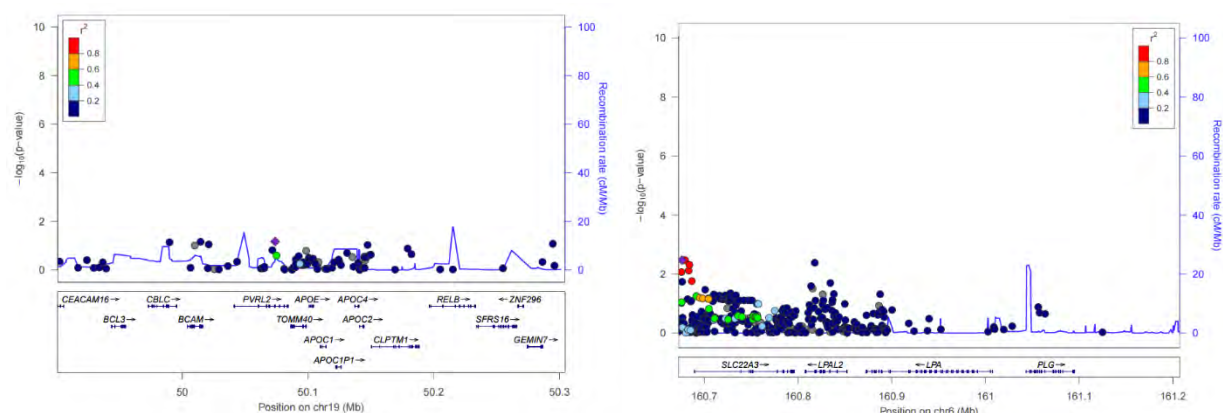 10
8
6
4
2
0
−log10(p−value)
r2
0.8
0.6
0.4
0.2
100
80
60
40
20
0
Recombination rate (cM/Mb)
CEACAM16→
CBLC→
PVRL2→
APOE→
APOC4→
RELB→
←ZNF296
BCL3→
BCAM→
TOMM40→
APOC2→
SFRS16→
APOC1→
CLPTM1→
GEMIN7→
APOC1P1→
50
50.1
50.2
50.3
Position on chr19 (Mb)
10
8
6
4
2
0
−log10(p−value)
r2
0.8
0.6
0.4
0.2
100
80
60
40
20
0
Recombination rate (cM/Mb)
SLC22A3→
←LPAL2
←LPA
PLG→
160.7
160.8
160.9
161
161.1
161.2
Position on chr6 (Mb)